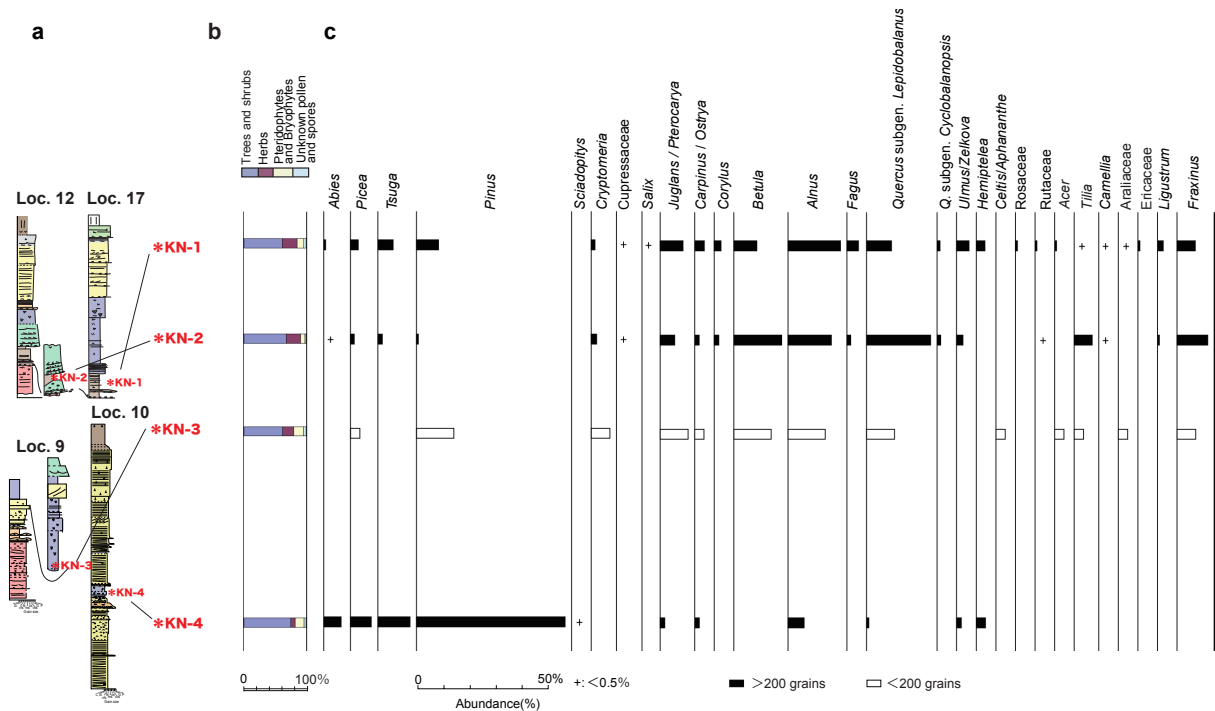 a
b
c
Trees and shrubs
Herbs
Pteridophytes
and Bryophytes
Unknown pollen
and spores
Abies
Picea
Tsuga
Pinus
Sciadopitys
Cryptomeria
Cupressaceae
Salix
Juglans / Pterocarya
Carpinus / Ostrya
Corylus
Betula
Alnus
Fagus
Quercus subgen. Lepidobalanus
Q. subgen. Cyclobalanopsis
Ulmus/Zelkova
Hemiptelea
Celtis/Aphananthe
Rosaceae
Rutaceae
Acer
Tilia
Camellia
Araliaceae
Ericaceae
Ligustrum
Fraxinus
Loc. 12
Loc. 17
*KN-1
+ + + + +
*KN-2
+ + + +
*KN-2
*KN-1
Loc. 10
*KN-3
Loc. 9
*KN-3
*KN-4
*KN-4
+
0 100%
0 50%
Abundance(%)
+: <0.5%
>200 grains
<200 grains